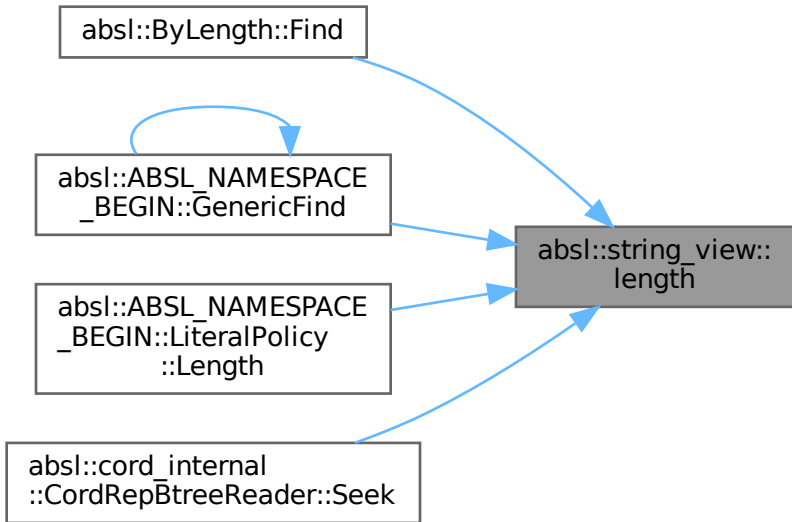 absl::ByLength::Find
absl::ABSL_NAMESPACE
_BEGIN::GenericFind
absl::string_view::
length
absl::ABSL_NAMESPACE
_BEGIN::LiteralPolicy
::Length
absl::cord_internal
::CordRepBtreeReader::Seek